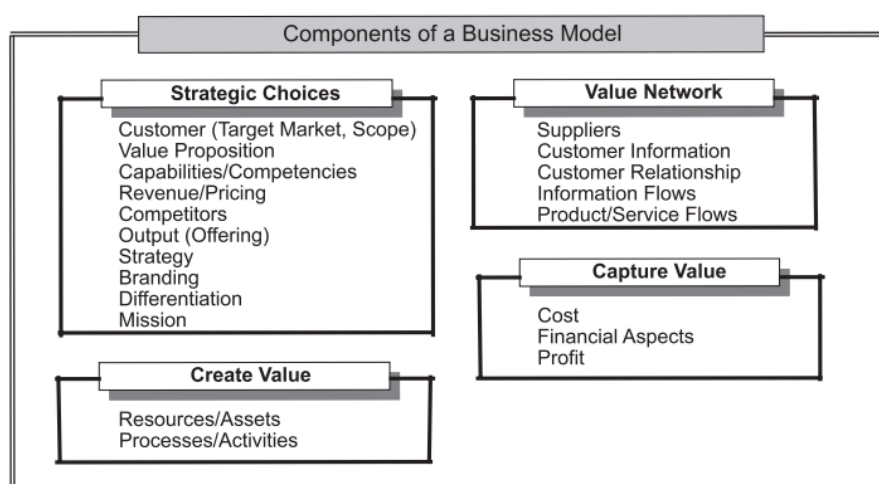 Components of a Business Model
Strategic Choices
Customer (Target Market, Scope)
Value Proposition
Capabilities/Competencies
Revenue/Pricing
Competitors
Output (Offering)
Strategy
Branding
Differentiation
Mission
Value Network
Suppliers
Customer Information
Customer Relationship
Information Flows
Product/Service Flows
Create Value
Resources/Assets
Processes/Activities
Capture Value
Cost
Financial Aspects
Profit